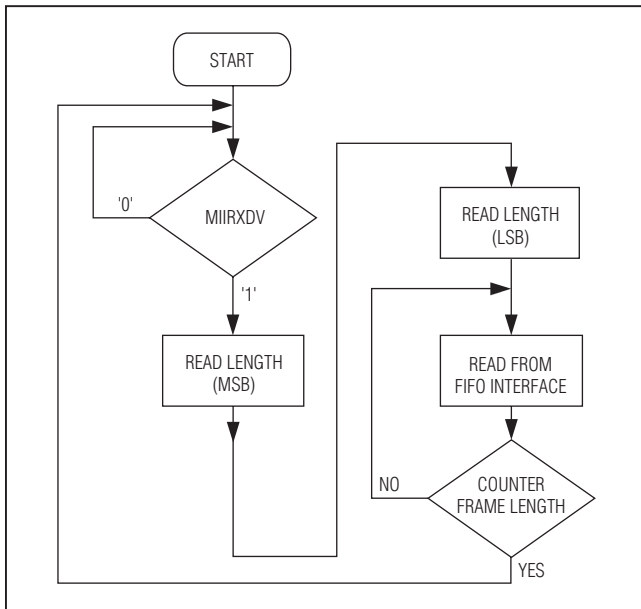 START
'0'
MIIRXDV
'1'
READ LENGTH
(MSB)
READ LENGTH
(LSB)
READ FROM
FIFO INTERFACE
NO
COUNTER
FRAME LENGTH
YES